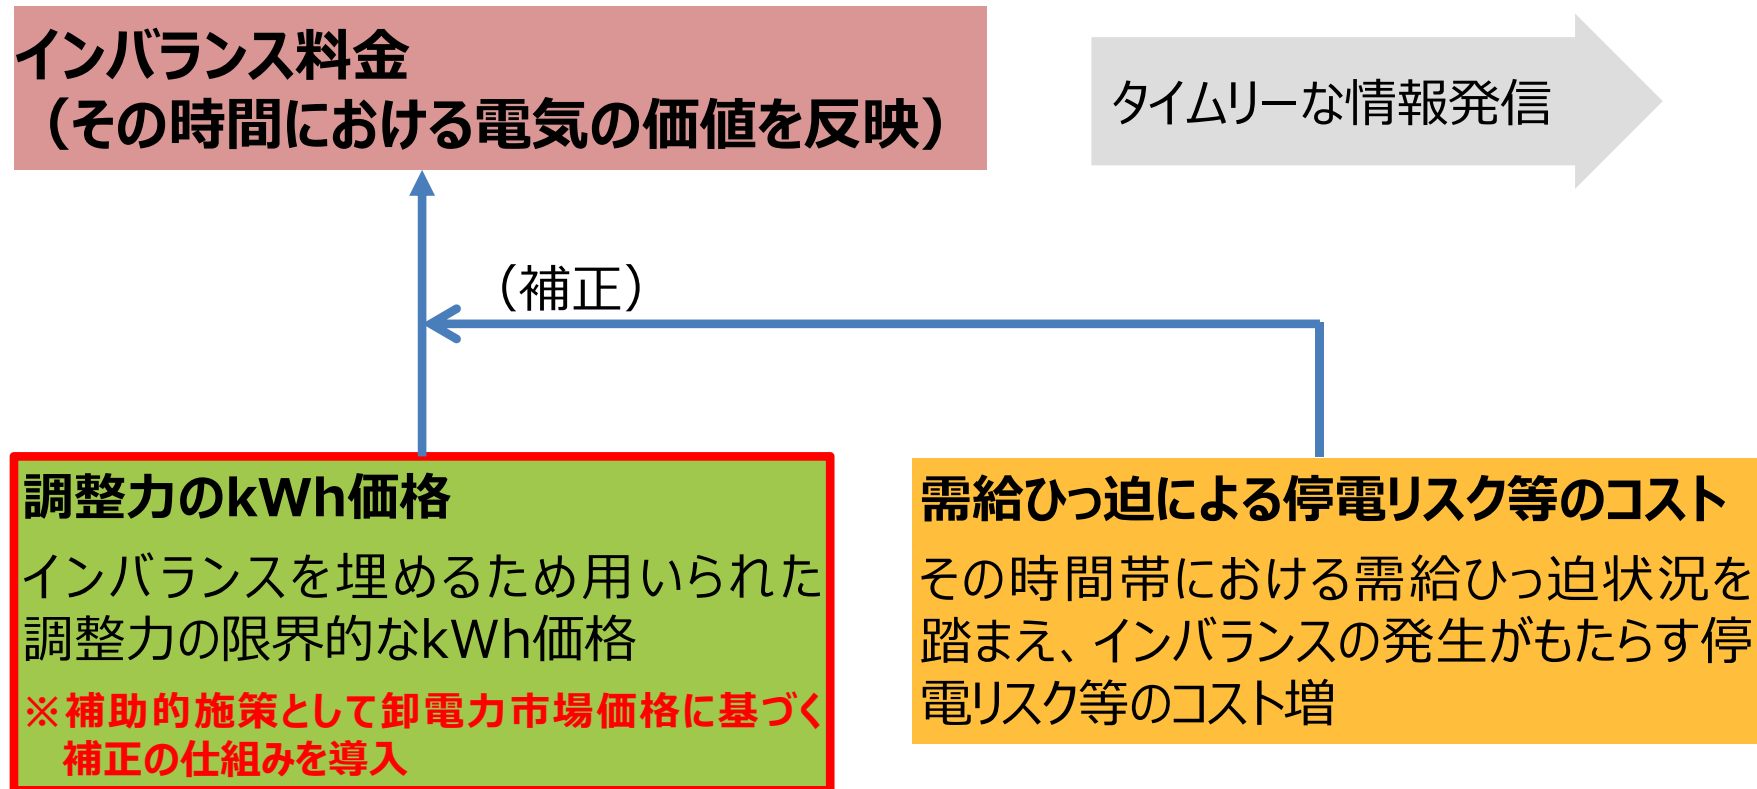 インバランス料金
（その時間における電気の価値を反映）
タイムリーな情報発信
（補正）
調整力のkWh価格
インバランスを埋めるため用いられた
調整力の限界的なkWh価格
※補助的施策として卸電力市場価格に基づく
補正の仕組みを導入
需給ひっ迫による停電リスク等のコスト
その時間帯における需給ひっ迫状況を
踏まえ、インバランスの発生がもたらす停
電リスク等のコスト増